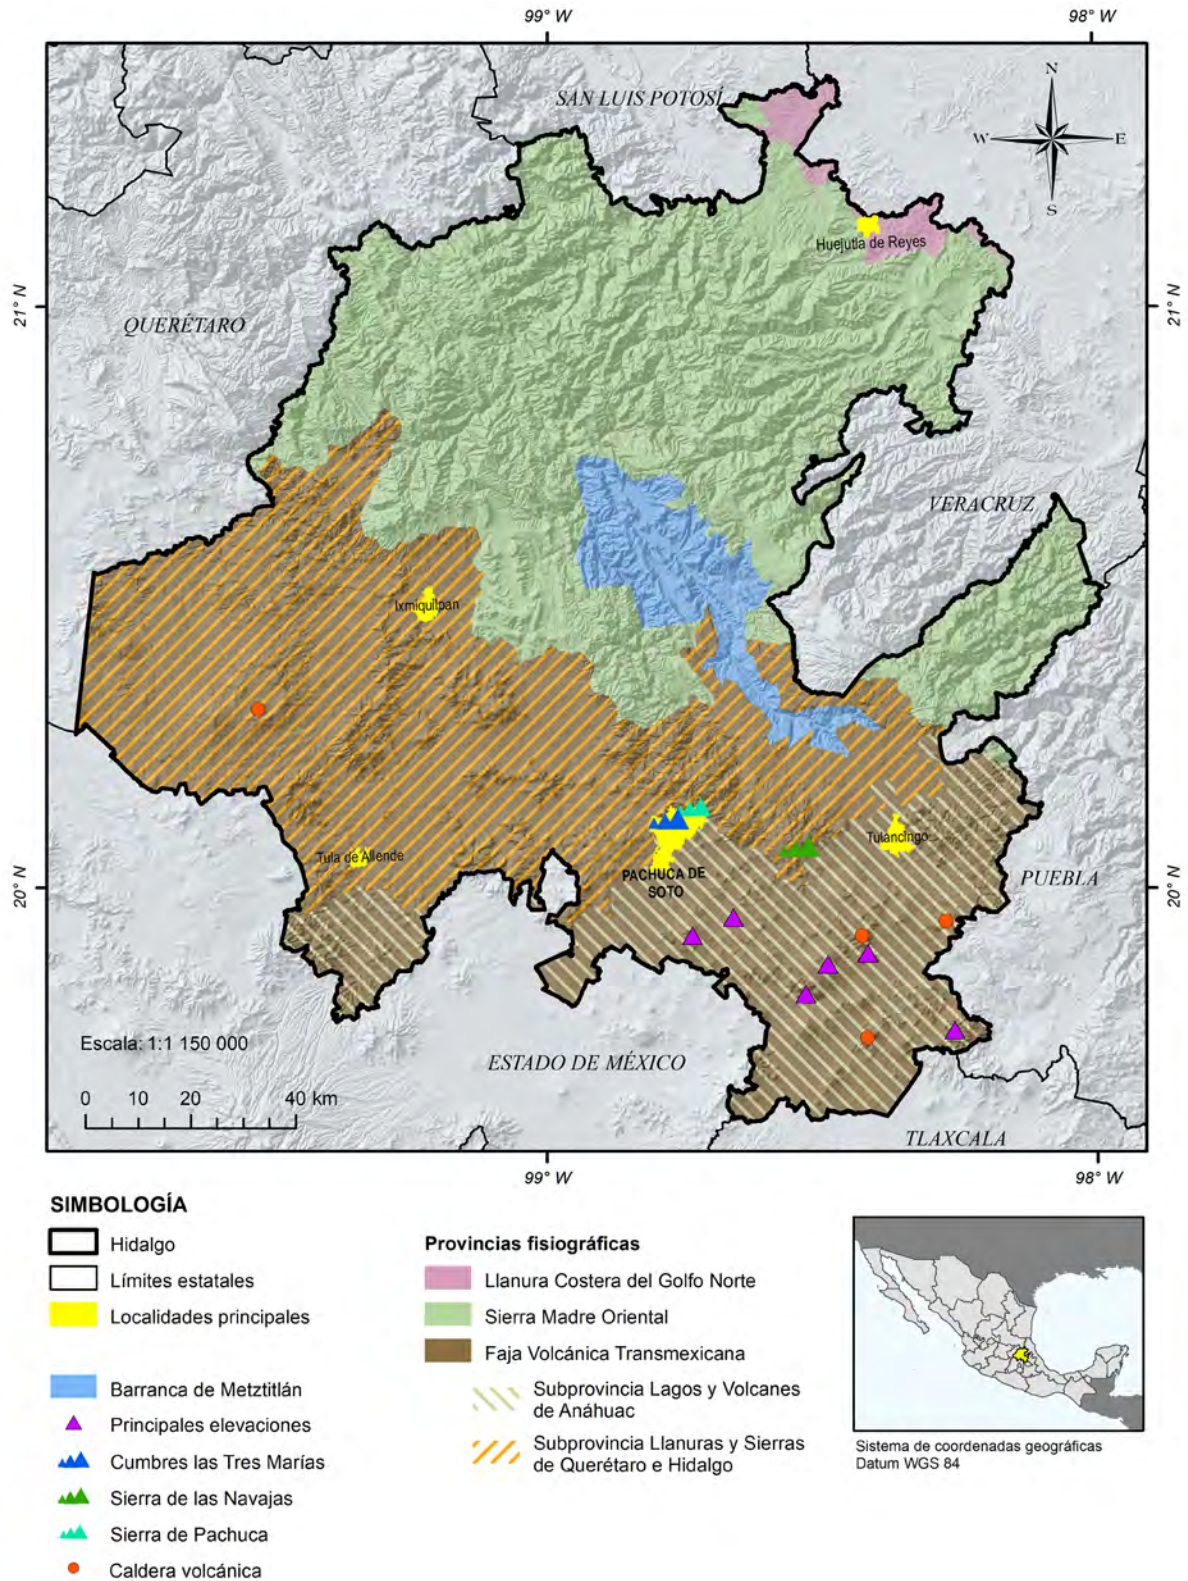 99° W
98° W
SAN LUIS POTOSÍ
N
W
E
S
Huejutla de Reyes
21° N
21° N
QUERÉTARO
VERACRUZ
Ixmiquilpan
Tula de Allende
Tulancingo
PACHUCA DE
SOTO
PUEBLA
20° N
20° N
Escala: 1:1 150 000
ESTADO DE MÉXICO
0 10 20 40 km
TLAXCALA
99° W
98° W
SIMBOLOGÍA
Hidalgo
Límites estatales
Localidades principales
Barranca de Metztitlán
Principales elevaciones
Cumbres las Tres Marías
Sierra de las Navajas
Sierra de Pachuca
Caldera volcánica
Provincias fisiográficas
Llanura Costera del Golfo Norte
Sierra Madre Oriental
Faja Volcánica Transmexicana
Subprovincia Lagos y Volcanes
de Anáhuac
Subprovincia Llanuras y Sierras
de Querétaro e Hidalgo
Sistema de coordenadas geográficas
Datum WGS 84